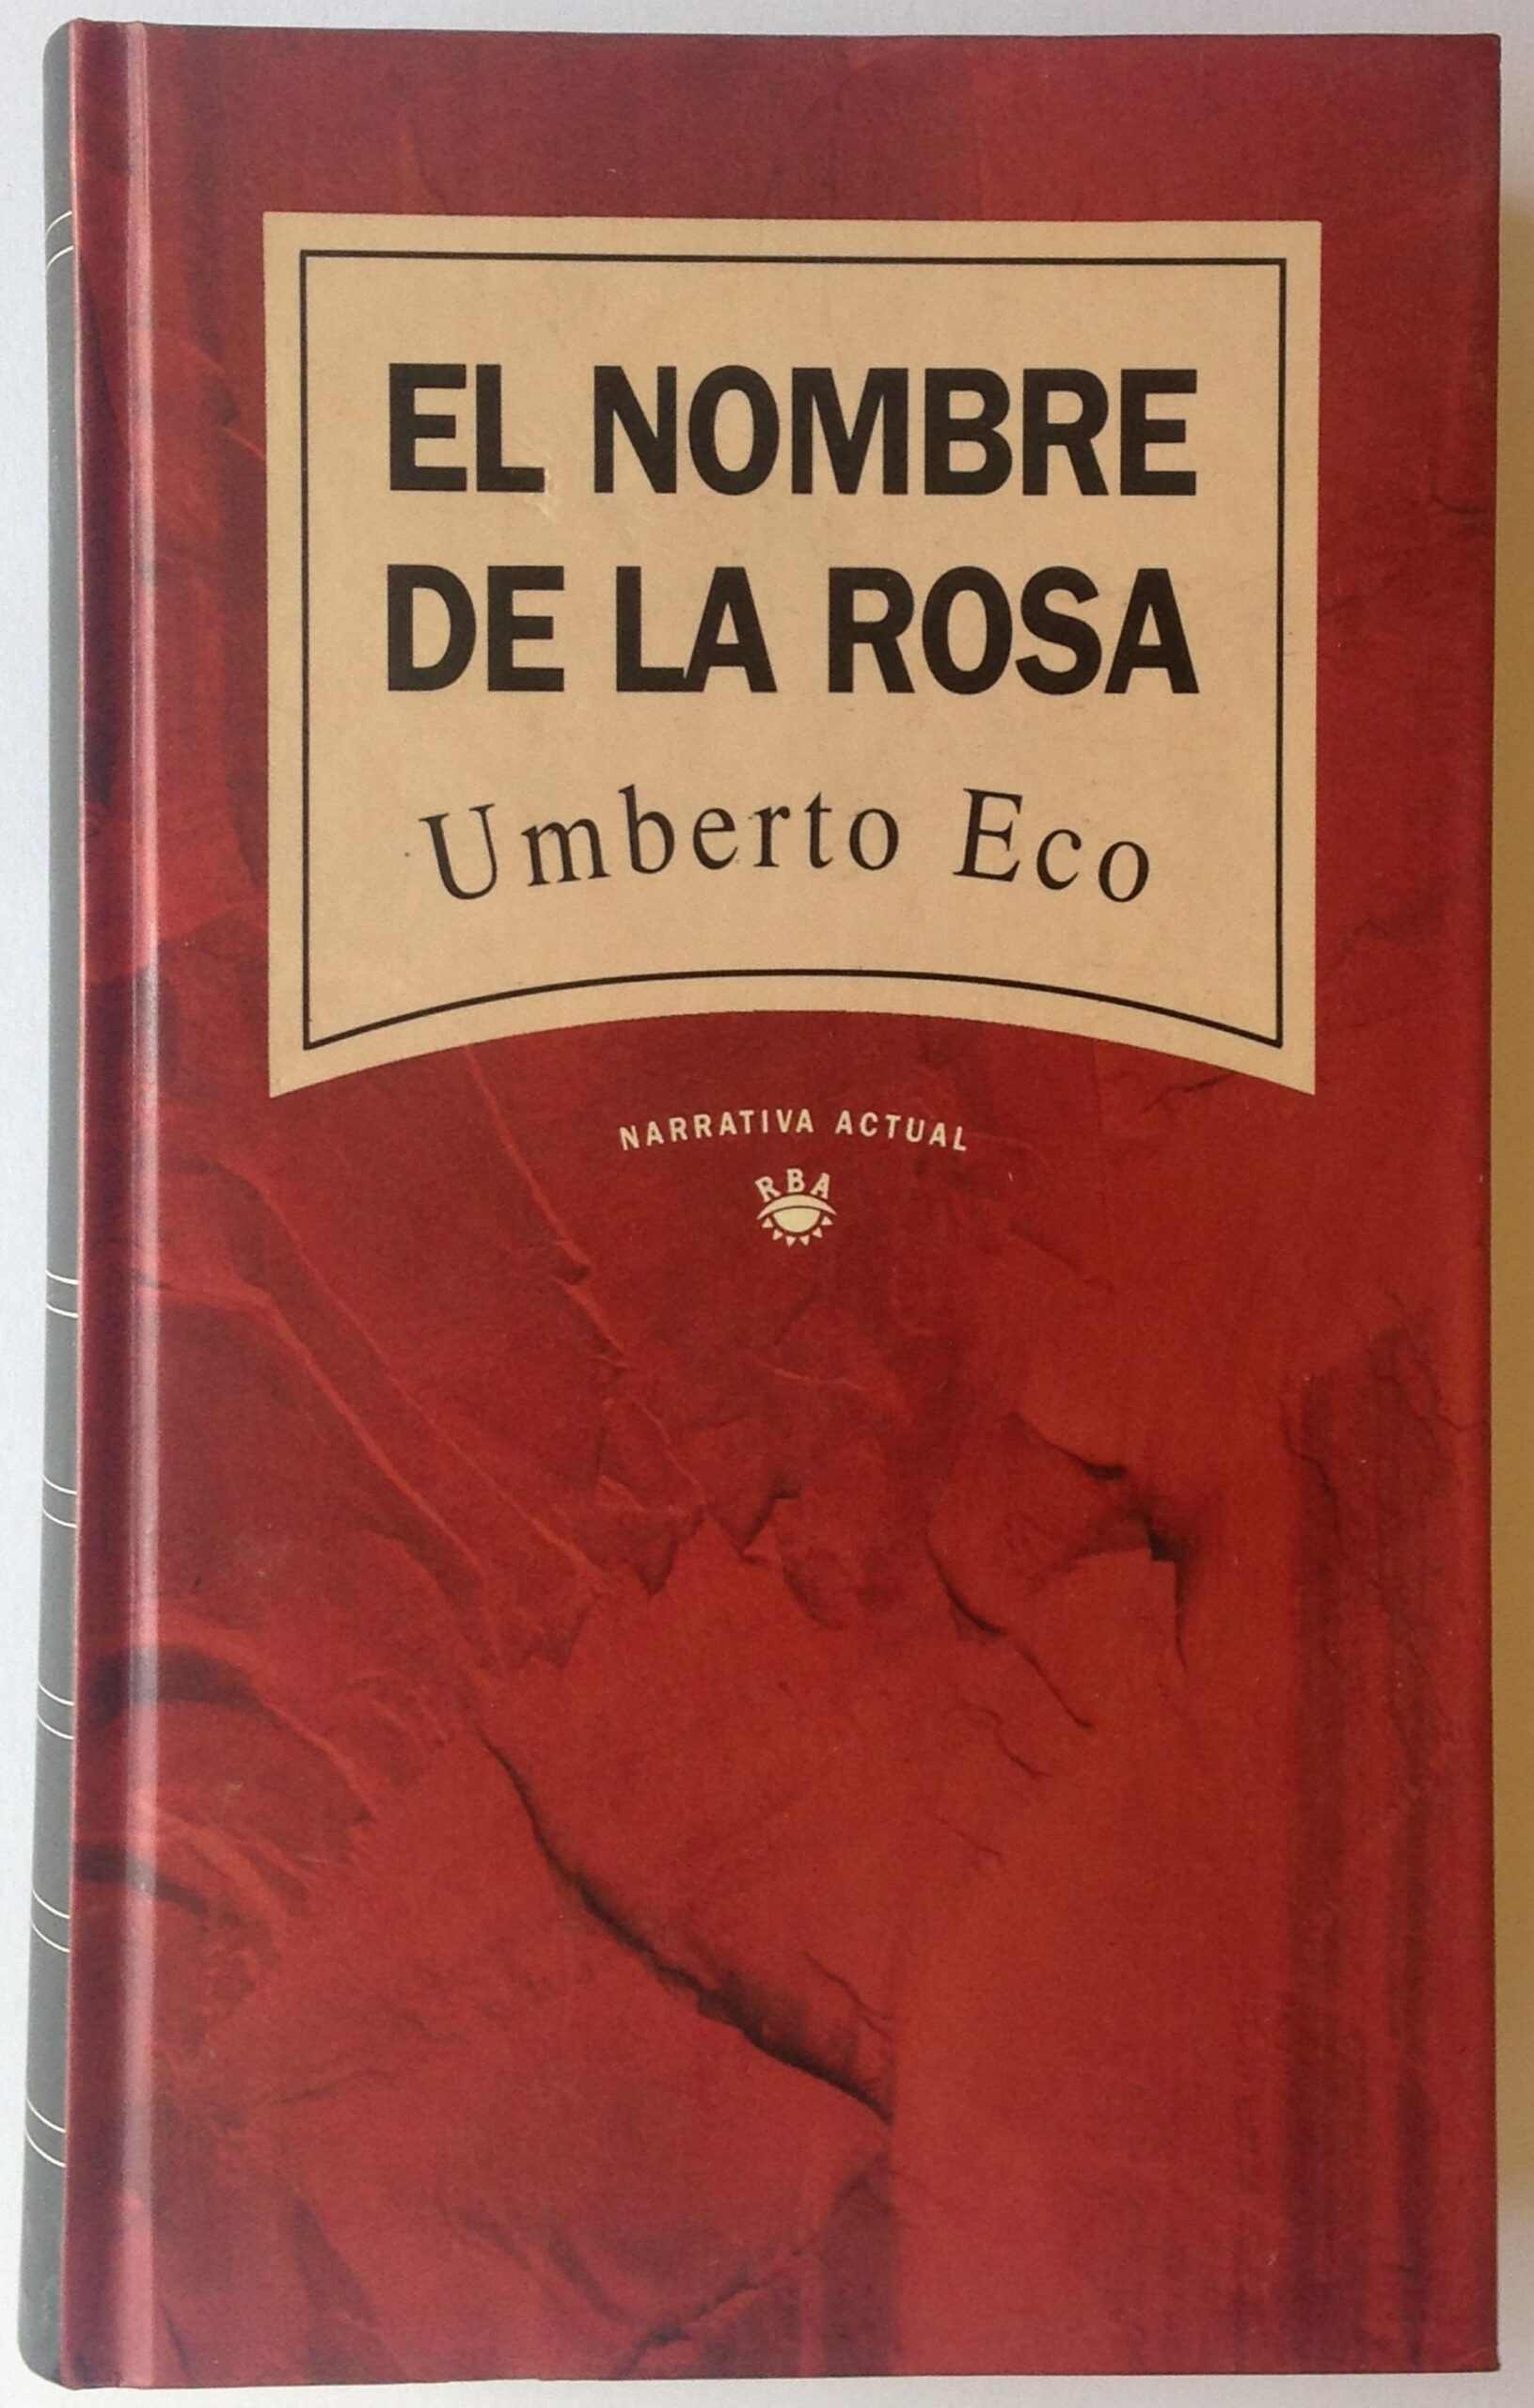 EL NOMBRE
DE LA ROSA
Umberto Eco
NARRATIVA ACTUAL
RBA